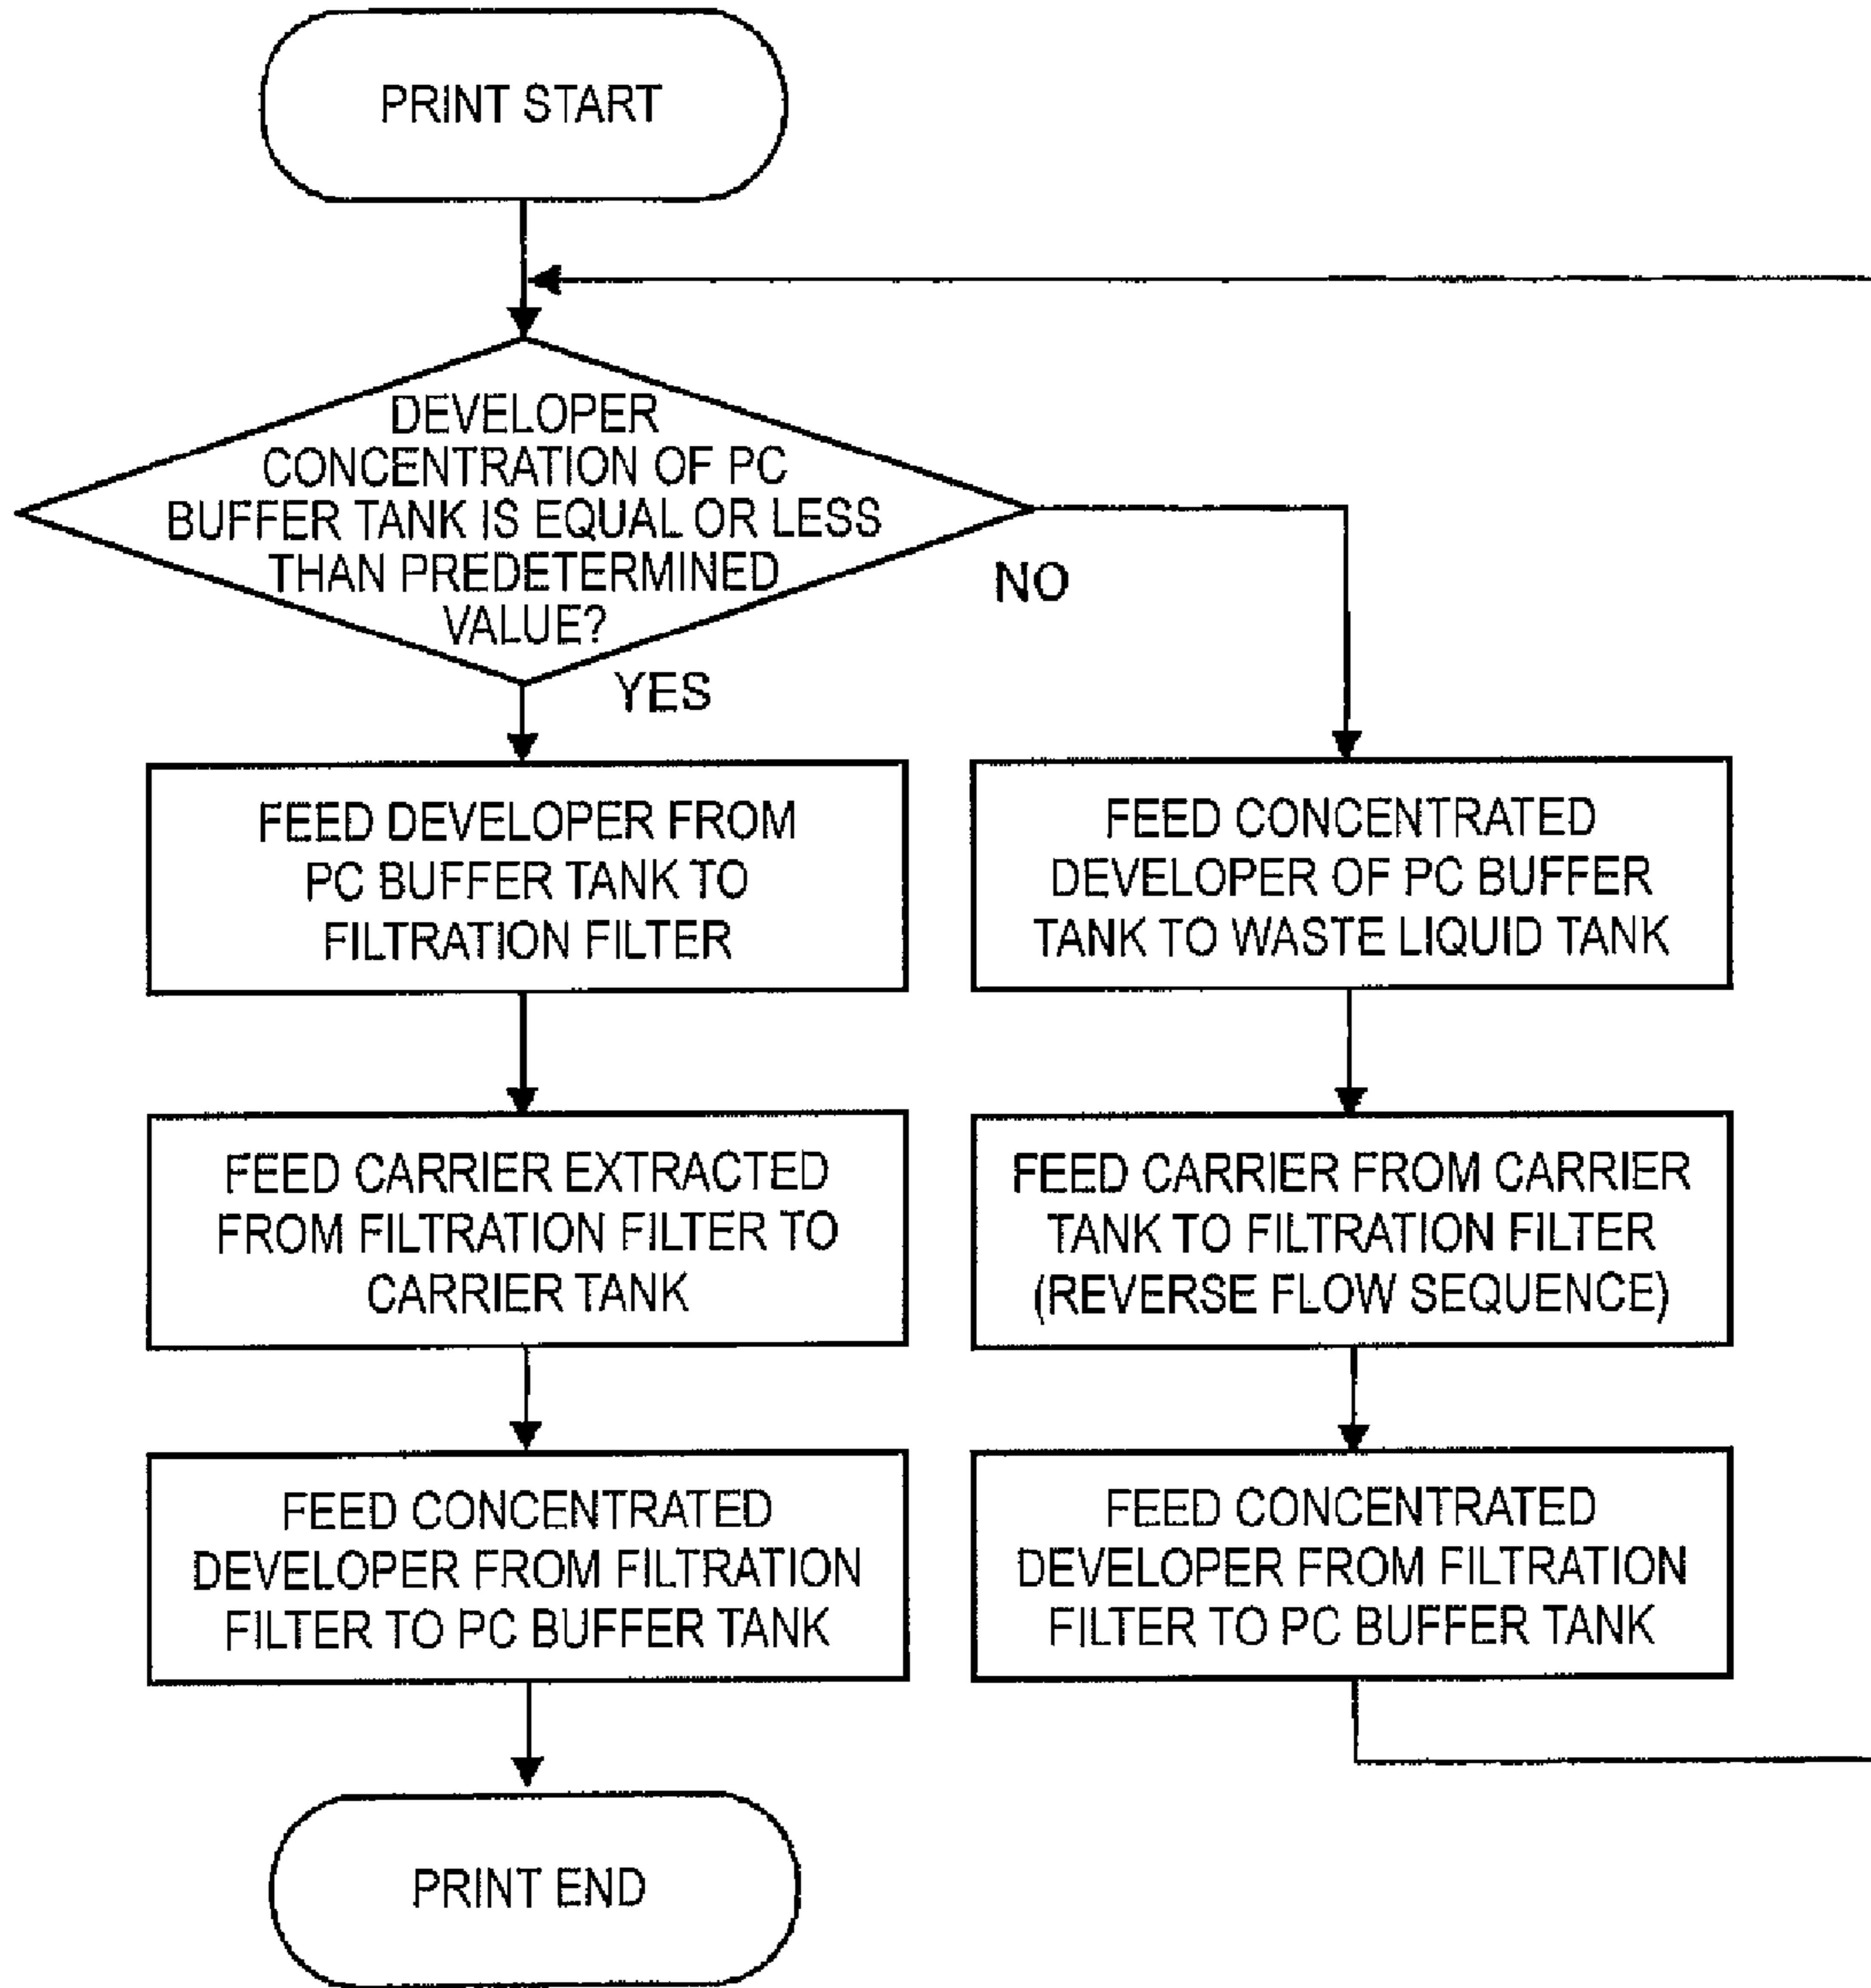 PRINT START
DEVELOPER
CONCENTRATION OF PC
BUFFER TANK IS EQUAL OR LESS
THAN PREDETERMINED
VALUE?
NO
YES
FEED DEVELOPER FROM
PC BUFFER TANK TO
FILTRATION FILTER
FEED CONCENTRATED
DEVELOPER OF PC BUFFER
TANK TO WASTE LIQUID TANK
FEED CARRIER EXTRACTED
FROM FILTRATION FILTER TO
CARRIER TANK
FEED CARRIER FROM CARRIER
TANK TO FILTRATION FILTER
(REVERSE FLOW SEQUENCE)
FEED CONCENTRATED
DEVELOPER FROM FILTRATION
FILTER TO PC BUFFER TANK
FEED CONCENTRATED
DEVELOPER FROM FILTRATION
FILTER TO PC BUFFER TANK
PRINT END